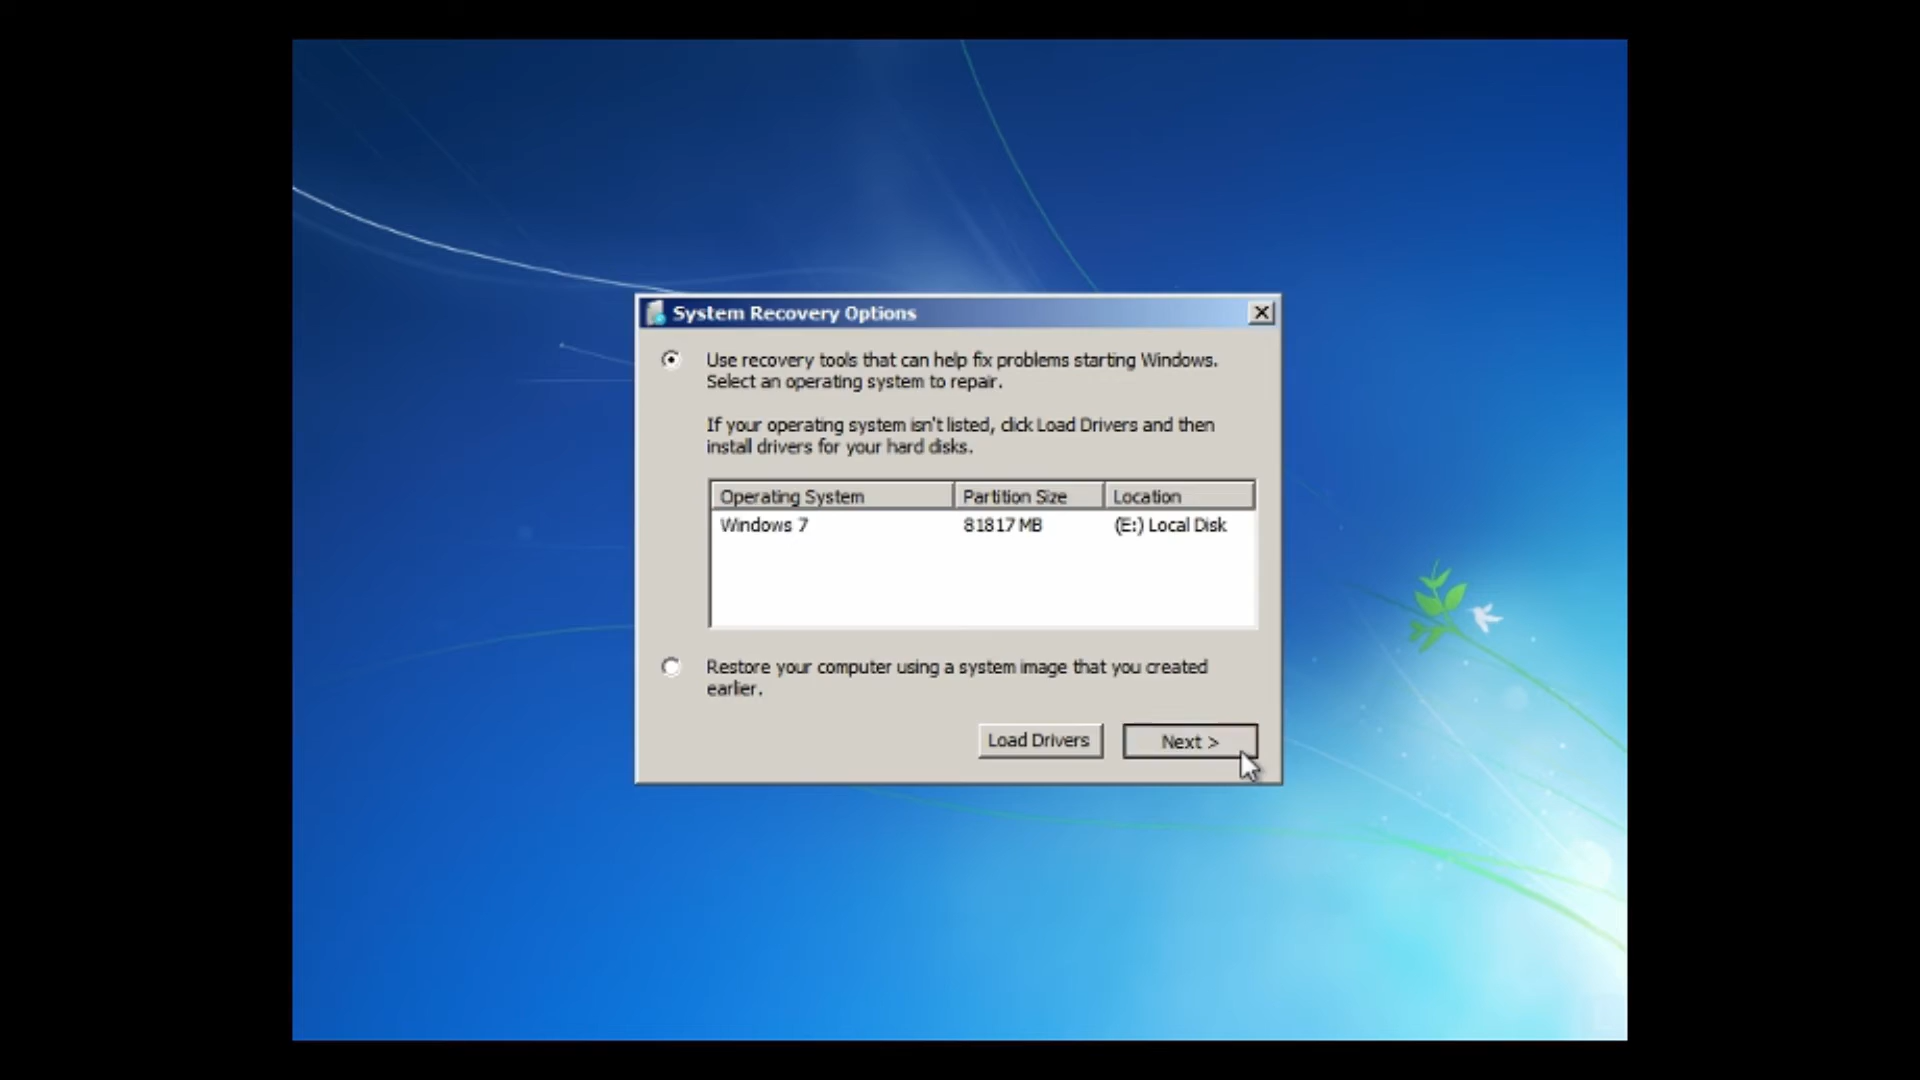 System Recovery Options
Use recovery tools that can help fix problems starting Windows.
Select an operating system to repair.
If your operating system isn't listed, click Load Drivers and then
install drivers for your hard disks.
Operating System Partition Size Location
Windows 7 81817 MB (E:) Local Disk
Restore your computer using a system image that you created
earlier.
Load Drivers Next >